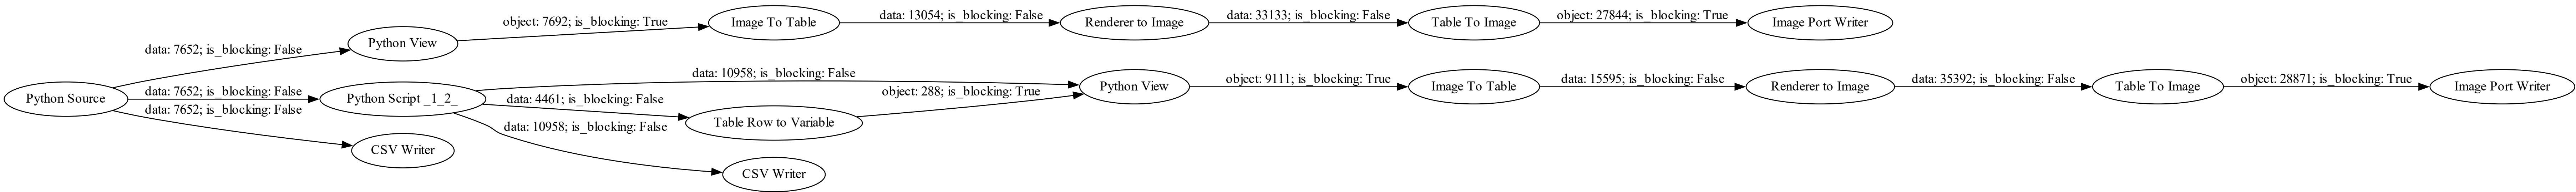 Python Source
data: 7652; is_blocking: False
data: 7652; is_blocking: False
data: 7652; is_blocking: False
Python View
object: 7692; is_blocking: True
Image To Table
data: 13054; is_blocking: False
Renderer to Image
data: 33133; is_blocking: False
Table To Image
object: 27844; is_blocking: True
Image Port Writer
Python Script _1_2_
data: 10958; is_blocking: False
data: 4461; is_blocking: False
data: 10958; is_blocking: False
Table Row to Variable
object: 288; is_blocking: True
Python View
object: 9111; is_blocking: True
Image To Table
data: 15595; is_blocking: False
Renderer to Image
data: 35392; is_blocking: False
Table To Image
object: 28871; is_blocking: True
Image Port Writer
CSV Writer
CSV Writer